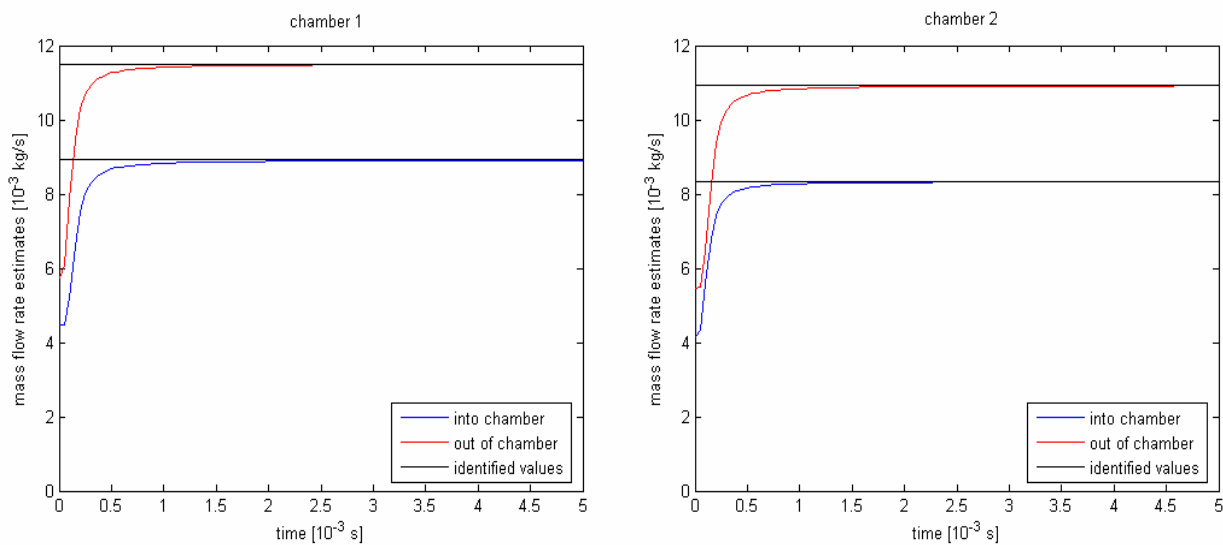 chamber 1
12
10
8
6
4
2
0
mass flow rate estimates [10⁻³ kg/s]
into chamber
out of chamber
identified values
0 0.5 1 1.5 2 2.5 3 3.5 4 4.5 5
time [10⁻³ s]
chamber 2
12
10
8
6
4
2
0
mass flow rate estimates [10⁻³ kg/s]
into chamber
out of chamber
identified values
0 0.5 1 1.5 2 2.5 3 3.5 4 4.5 5
time [10⁻³ s]